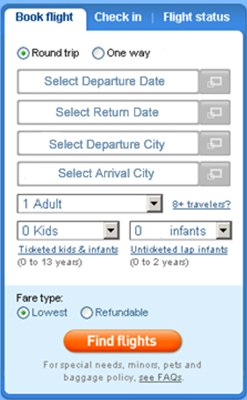 Book flight Check in | Flight status
Round trip One way
Select Departure Date
Select Return Date
Select Departure City
Select Arrival City
1 Adult 8+ travelers?
0 Kids 0 infants
Ticketed kids & infants Unticketed lap infants
(0 to 13 years) (0 to 2 years)
Fare type:
Lowest Refundable
Find flights
For special needs, minors, pets and
baggage policy, see FAQs.